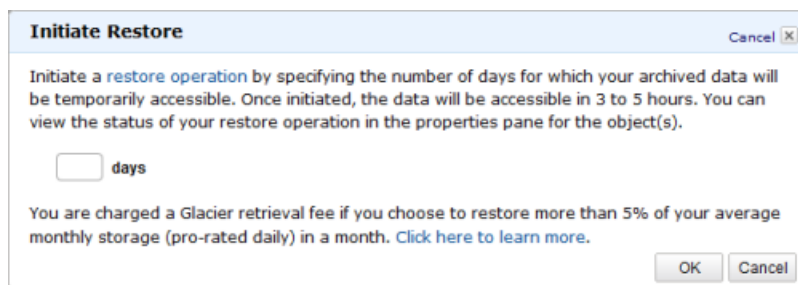 Initiate Restore
Cancel x
Initiate a restore operation by specifying the number of days for which your archived data will
be temporarily accessible. Once initiated, the data will be accessible in 3 to 5 hours. You can
view the status of your restore operation in the properties pane for the object(s).
days
You are charged a Glacier retrieval fee if you choose to restore more than 5% of your average
monthly storage (pro-rated daily) in a month. Click here to learn more.
OK Cancel